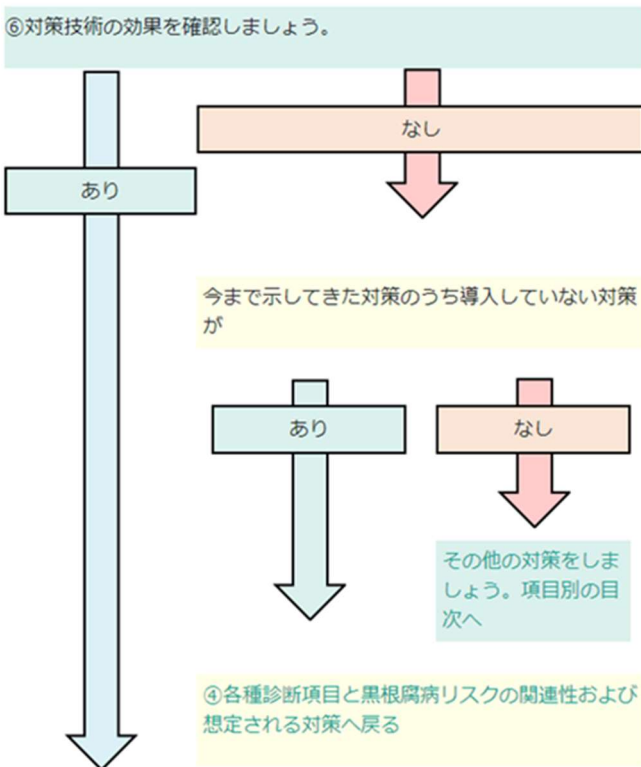 ⑥対策技術の効果を確認しましょう。
なし
あり
今まで示してきた対策のうち導入していない対策
が
あり
なし
その他の対策をしま
しょう。項目別の目
次へ
④各種診断項目と黒根腐病リスクの関連性および
想定される対策へ戻る